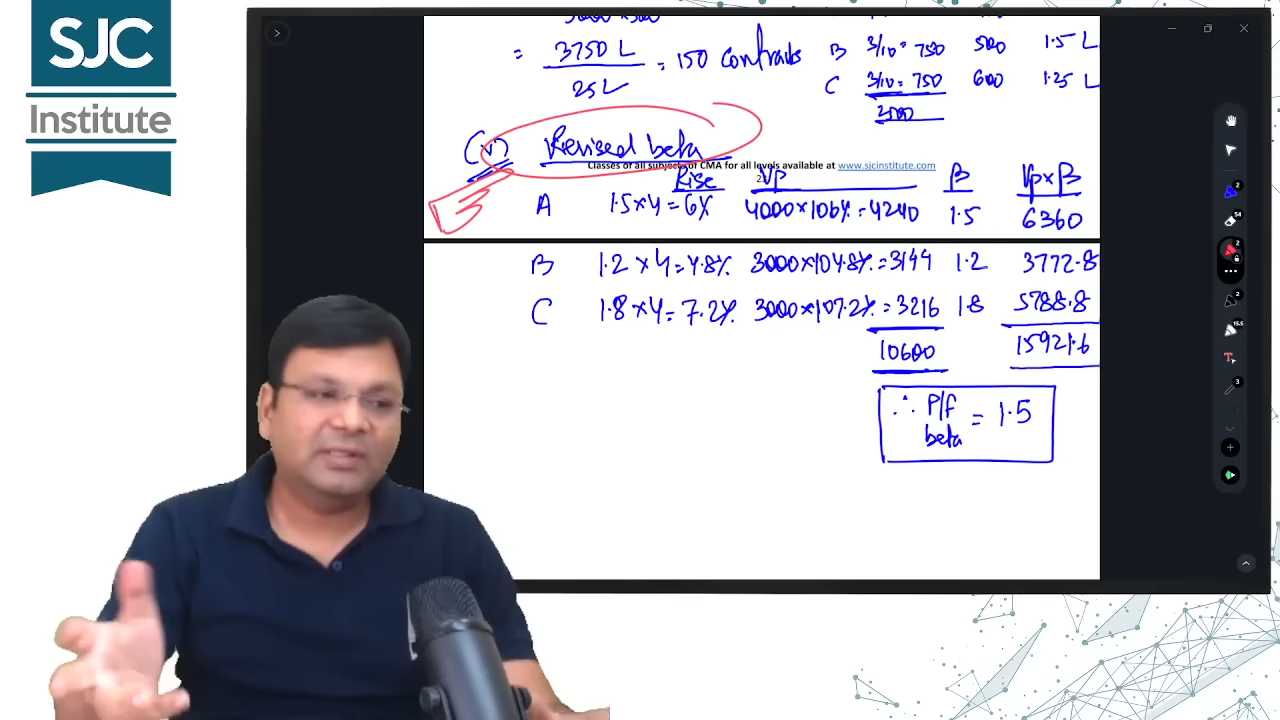 SJC
Institute
= 3750 L / 25 L = 150 contracts
B 3/10 = 750 500 1.5 L
C 3/10 = 750 600 1.25 L
2500
(v) Revised beta
Classes of all subjects of CMA for all levels available at www.sjcinstitute.com
Rise Vp β Vp×β
A 1.5×4 = 6% 4000×106% = 4240 1.5 6360
B 1.2×4 = 4.8% 3000×104.8% = 3144 1.2 3772.8
C 1.8×4 = 7.2% 3000×107.2% = 3216 1.8 5788.8
10600 15921.6
∴ P/f beta = 1.5